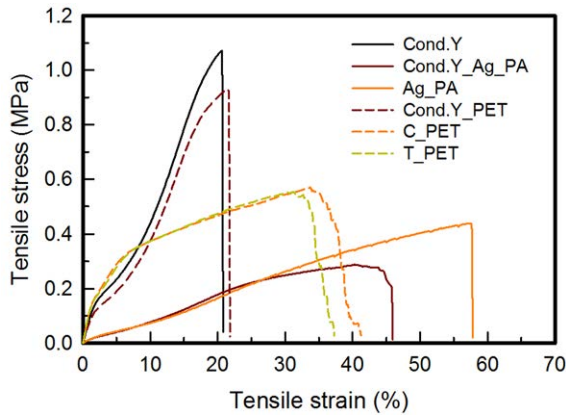 1.2
1.0
0.8
0.6
0.4
0.2
0.0
Tensile stress (MPa)
Cond.Y
Cond.Y_Ag_PA
Ag_PA
Cond.Y_PET
C_PET
T_PET
0 10 20 30 40 50 60 70
Tensile strain (%)